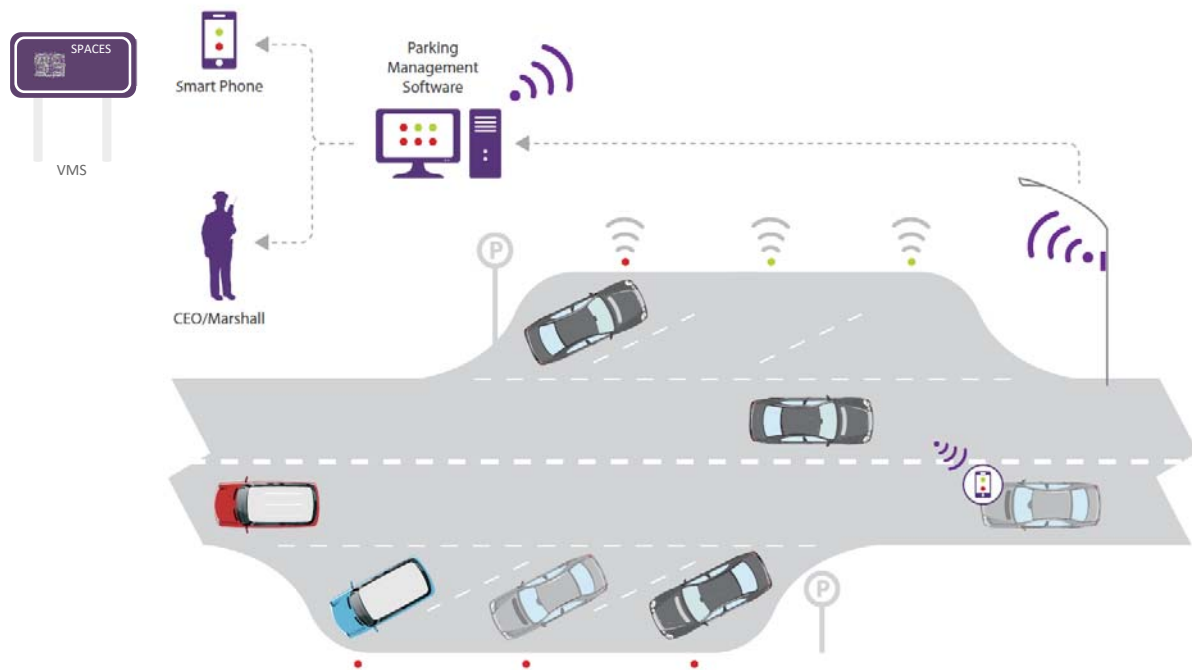 SPACES
VMS
Smart Phone
Parking
Management
Software
CEO/Marshall
P
P